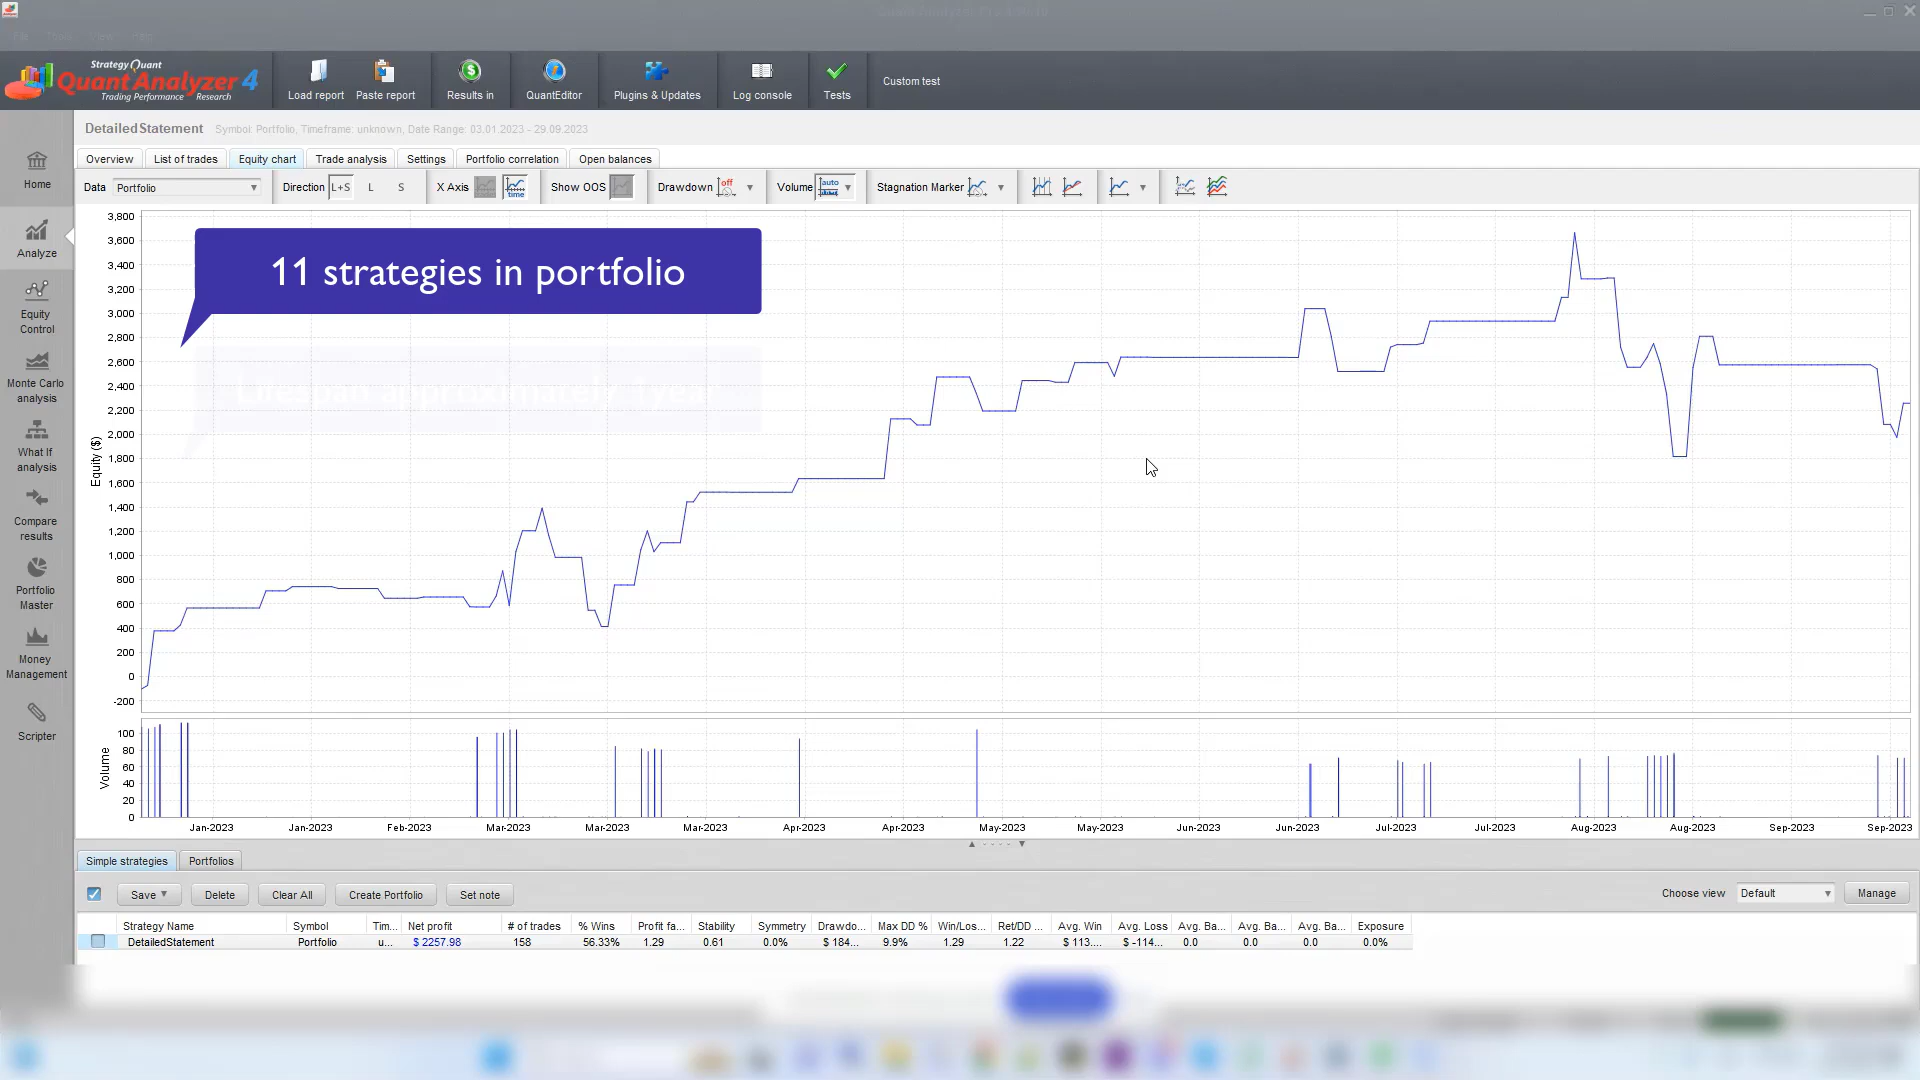 Strategy Quant
QuantAnalyzer 4
Trading Performance Research
Load report
Paste report
Results in
QuantEditor
Plugins & Updates
Log console
Tests
Custom test
DetailedStatement
Symbol: Portfolio, Timeframe: unknown, Date Range: 03.01.2023 - 29.09.2023
Overview
List of trades
Equity chart
Trade analysis
Settings
Portfolio correlation
Open balances
Data
Portfolio
Direction
L+S
L
S
X Axis
time
Show OOS
Drawdown
off
Volume
auto
Stagnation Marker
Home
Analyze
Equity
Control
Monte Carlo
analysis
What If
analysis
Compare
results
Portfolio
Master
Money
Management
Scripter
11 strategies in portfolio
Lifespan approximately 1year
Equity ($)
3,800
3,600
3,400
3,200
3,000
2,800
2,600
2,400
2,200
2,000
1,800
1,600
1,400
1,200
1,000
800
600
400
200
0
-200
Volume
100
80
60
40
20
0
Jan-2023
Jan-2023
Feb-2023
Mar-2023
Mar-2023
Mar-2023
Apr-2023
Apr-2023
May-2023
May-2023
Jun-2023
Jun-2023
Jul-2023
Jul-2023
Aug-2023
Aug-2023
Sep-2023
Sep-2023
Simple strategies
Portfolios
Save
Delete
Clear All
Create Portfolio
Set note
Choose view
Default
Manage
Strategy Name Symbol Tim... Net profit # of trades % Wins Profit fa... Stability Symmetry Drawdo... Max DD % Win/Los... Ret/DD ... Avg. Win Avg. Loss Avg. Ba... Avg. Ba... Avg. Ba... Exposure
DetailedStatement Portfolio u... $ 2257.98 158 56.33% 1.29 0.61 0.0% $ 184... 9.9% 1.29 1.22 $ 113.... $ -114... 0.0 0.0 0.0 0.0%